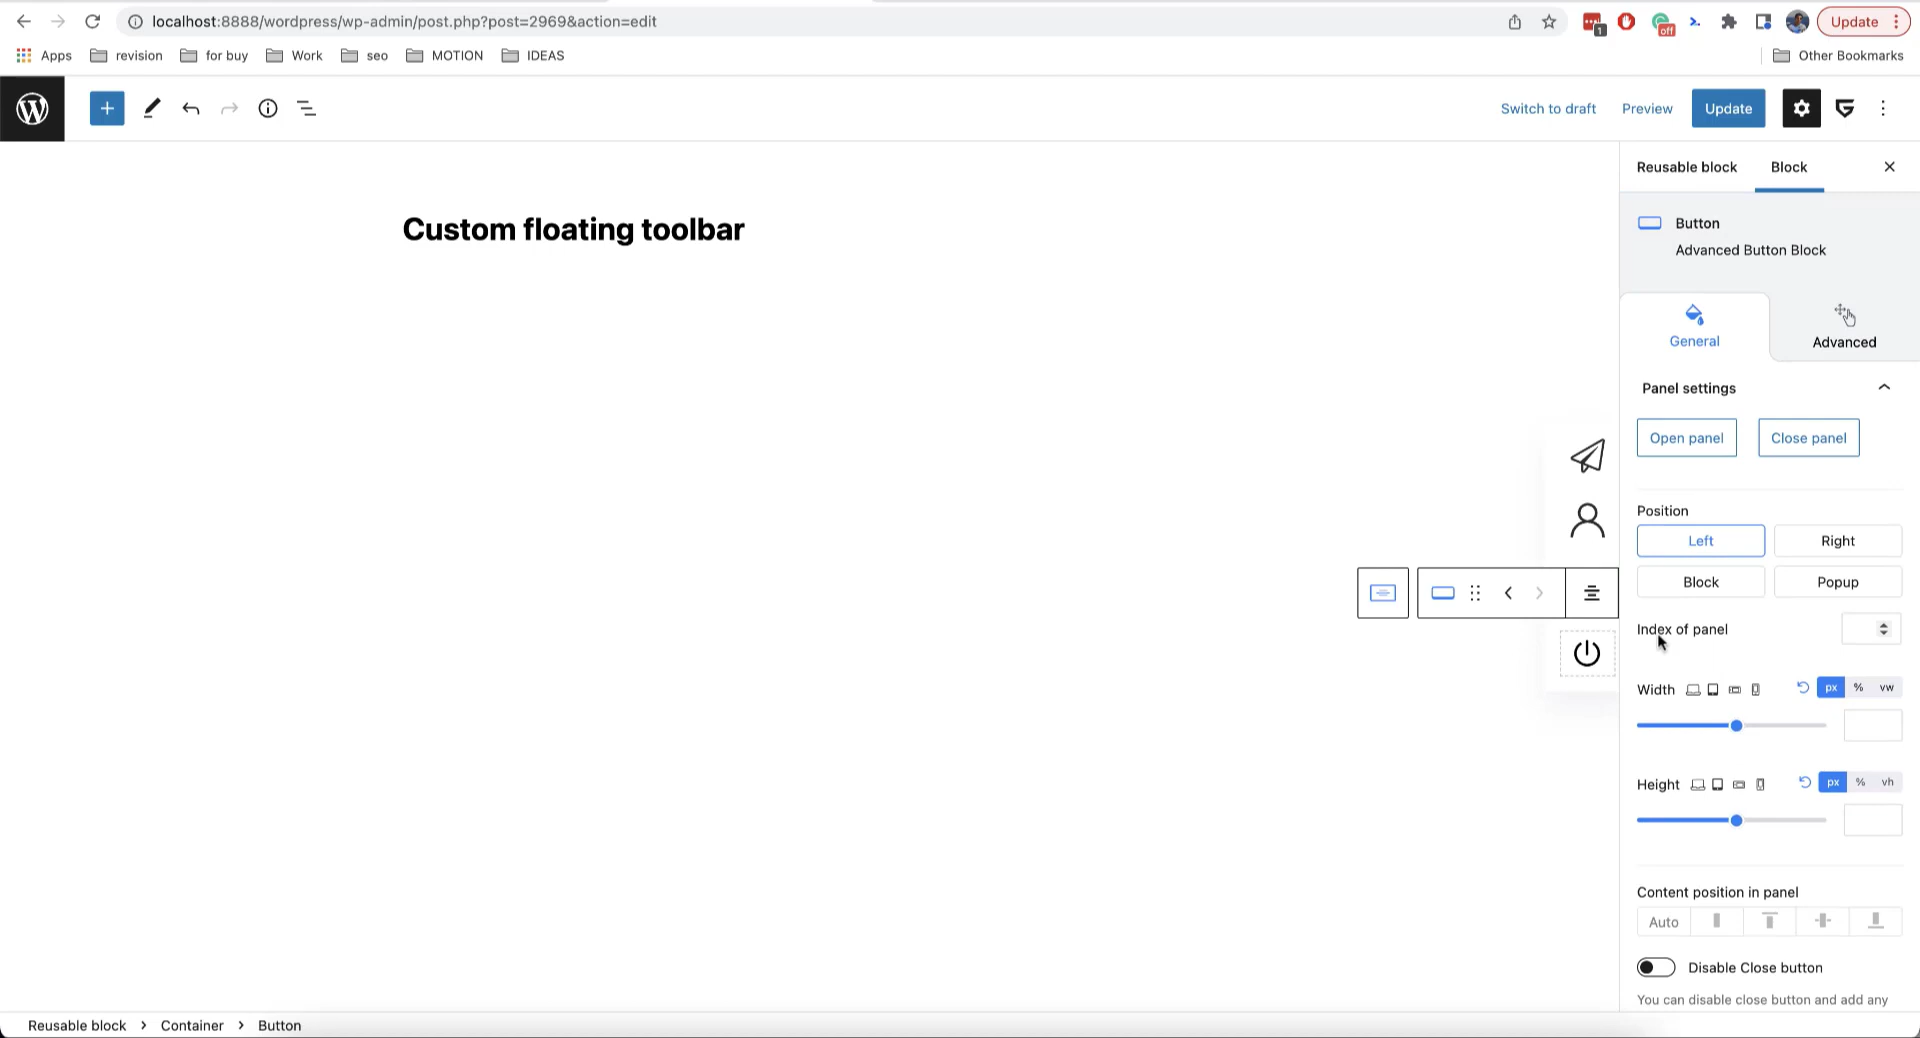 localhost:8888/wordpress/wp-admin/post.php?post=2969&action=edit
1
off
Update
Apps
revision
for buy
Work
seo
MOTION
IDEAS
Other Bookmarks
Switch to draft
Preview
Update
Reusable block
Block
Custom floating toolbar
Button
Advanced Button Block
General
Advanced
Panel settings
Open panel
Close panel
Position
Left
Right
Block
Popup
Index of panel
Width
px
%
vw
Height
px
%
vh
Content position in panel
Auto
Disable Close button
You can disable close button and add any
Reusable block > Container > Button